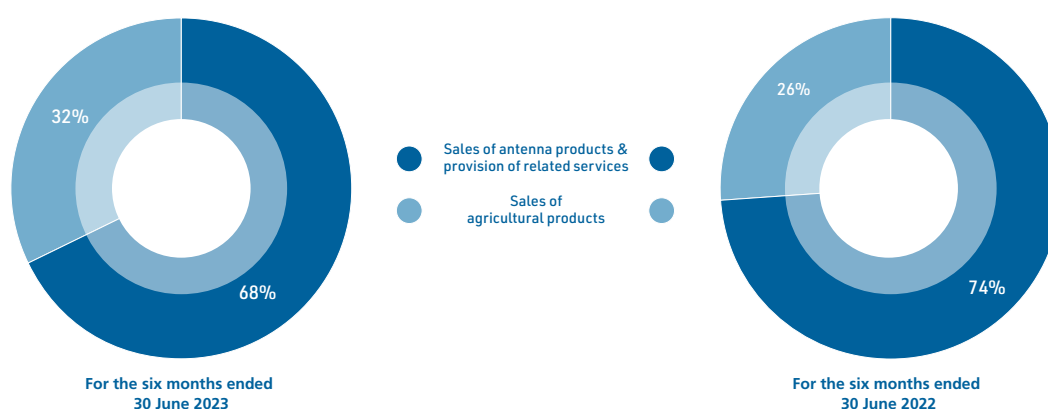 32%
68%
For the six months ended
30 June 2023
Sales of antenna products &
provision of related services
Sales of
agricultural products
26%
74%
For the six months ended
30 June 2022